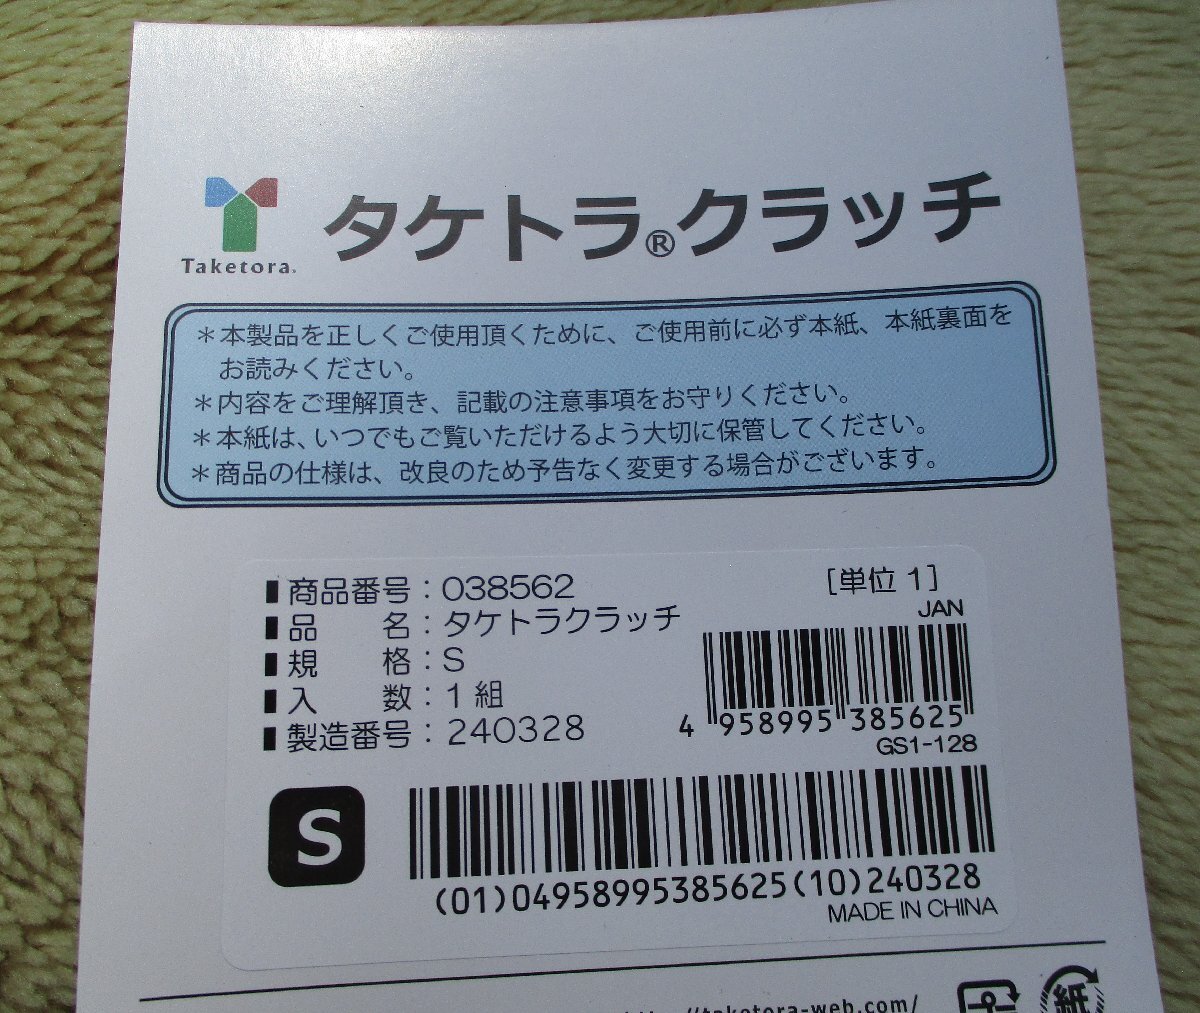 Taketora®
タケトラ®クラッチ
＊本製品を正しくご使用頂くために、ご使用前に必ず本紙、本紙裏面を
お読みください。
＊内容をご理解頂き、記載の注意事項をお守りください。
＊本紙は、いつでもご覧いただけるよう大切に保管してください。
＊商品の仕様は、改良のため予告なく変更する場合がございます。
商品番号：038562
[単位 1]
品　名：タケトラクラッチ
規　格：S
入　数：1 組
製造番号：240328
JAN
4 958995 385625
GS1-128
S
(01)04958995385625(10)240328
MADE IN CHINA
://taketora-web.com/
紙